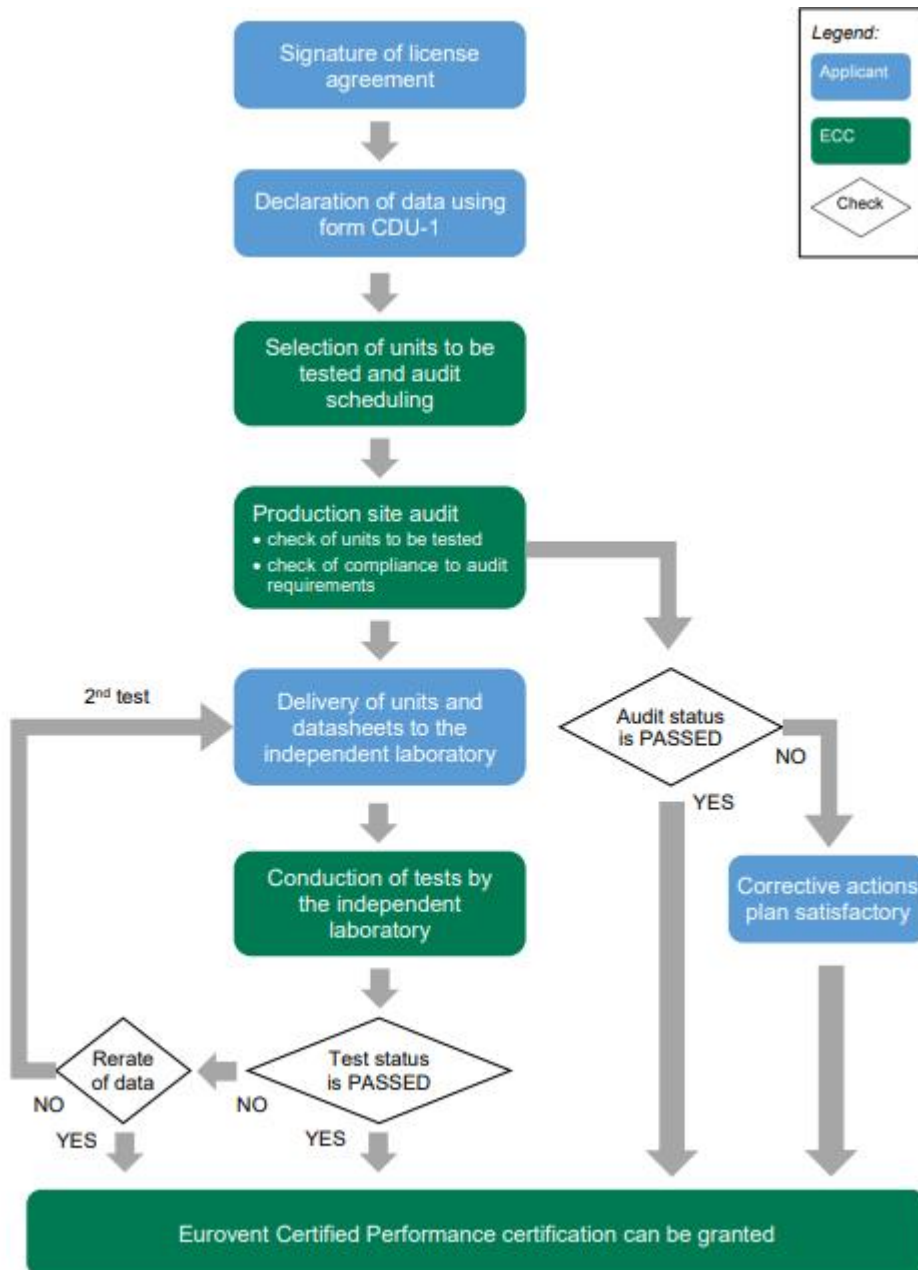 Signature of license
agreement
Legend:
Applicant
ECC
Check
Declaration of data using
form CDU-1
Selection of units to be
tested and audit
scheduling
Production site audit
• check of units to be tested
• check of compliance to audit
requirements
2nd test
Delivery of units and
datasheets to the
independent laboratory
Audit status
is PASSED
NO
YES
Conduction of tests by
the independent
laboratory
Corrective actions
plan satisfactory
Rerate
of data
Test status
is PASSED
NO
NO
YES
YES
Eurovent Certified Performance certification can be granted